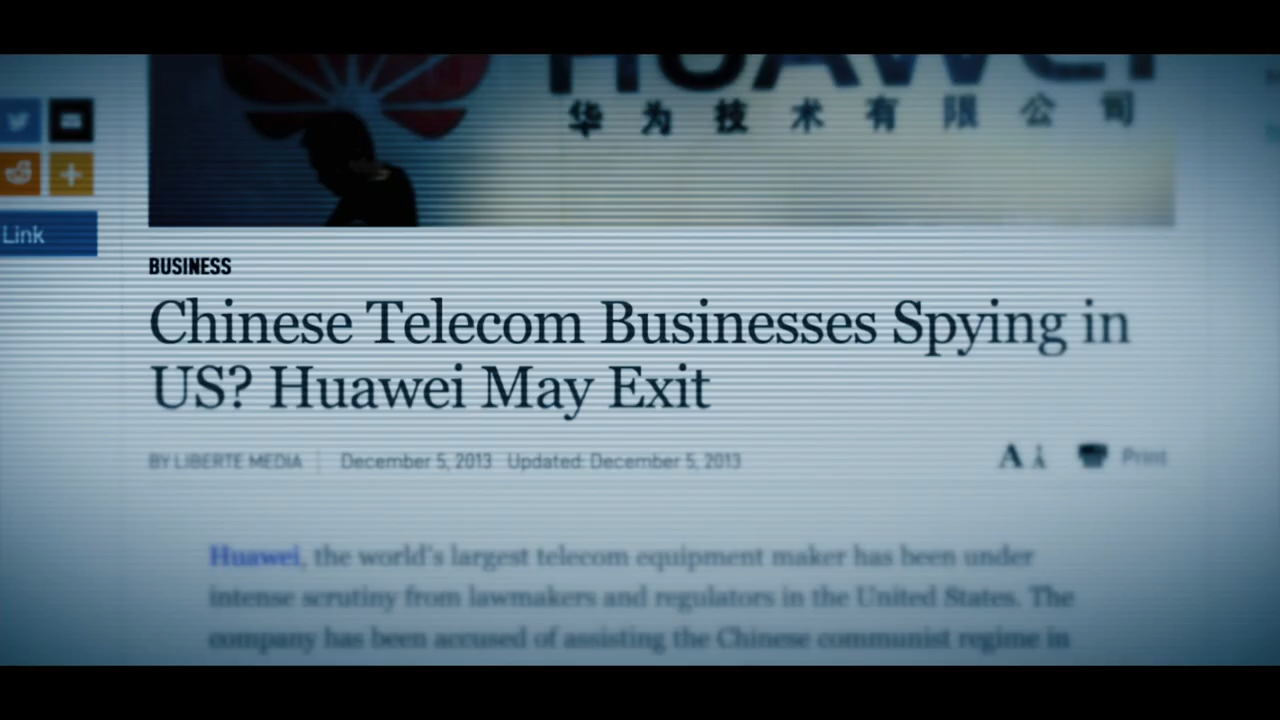 HUAWEI
华为技术有限公司
Link
BUSINESS
Chinese Telecom Businesses Spying in
US? Huawei May Exit
BY LIBERTE MEDIA December 5, 2013 Updated: December 5, 2013
A A Print
Huawei, the world's largest telecom equipment maker has been under
intense scrutiny from lawmakers and regulators in the United States. The
company has been accused of assisting the Chinese communist regime in